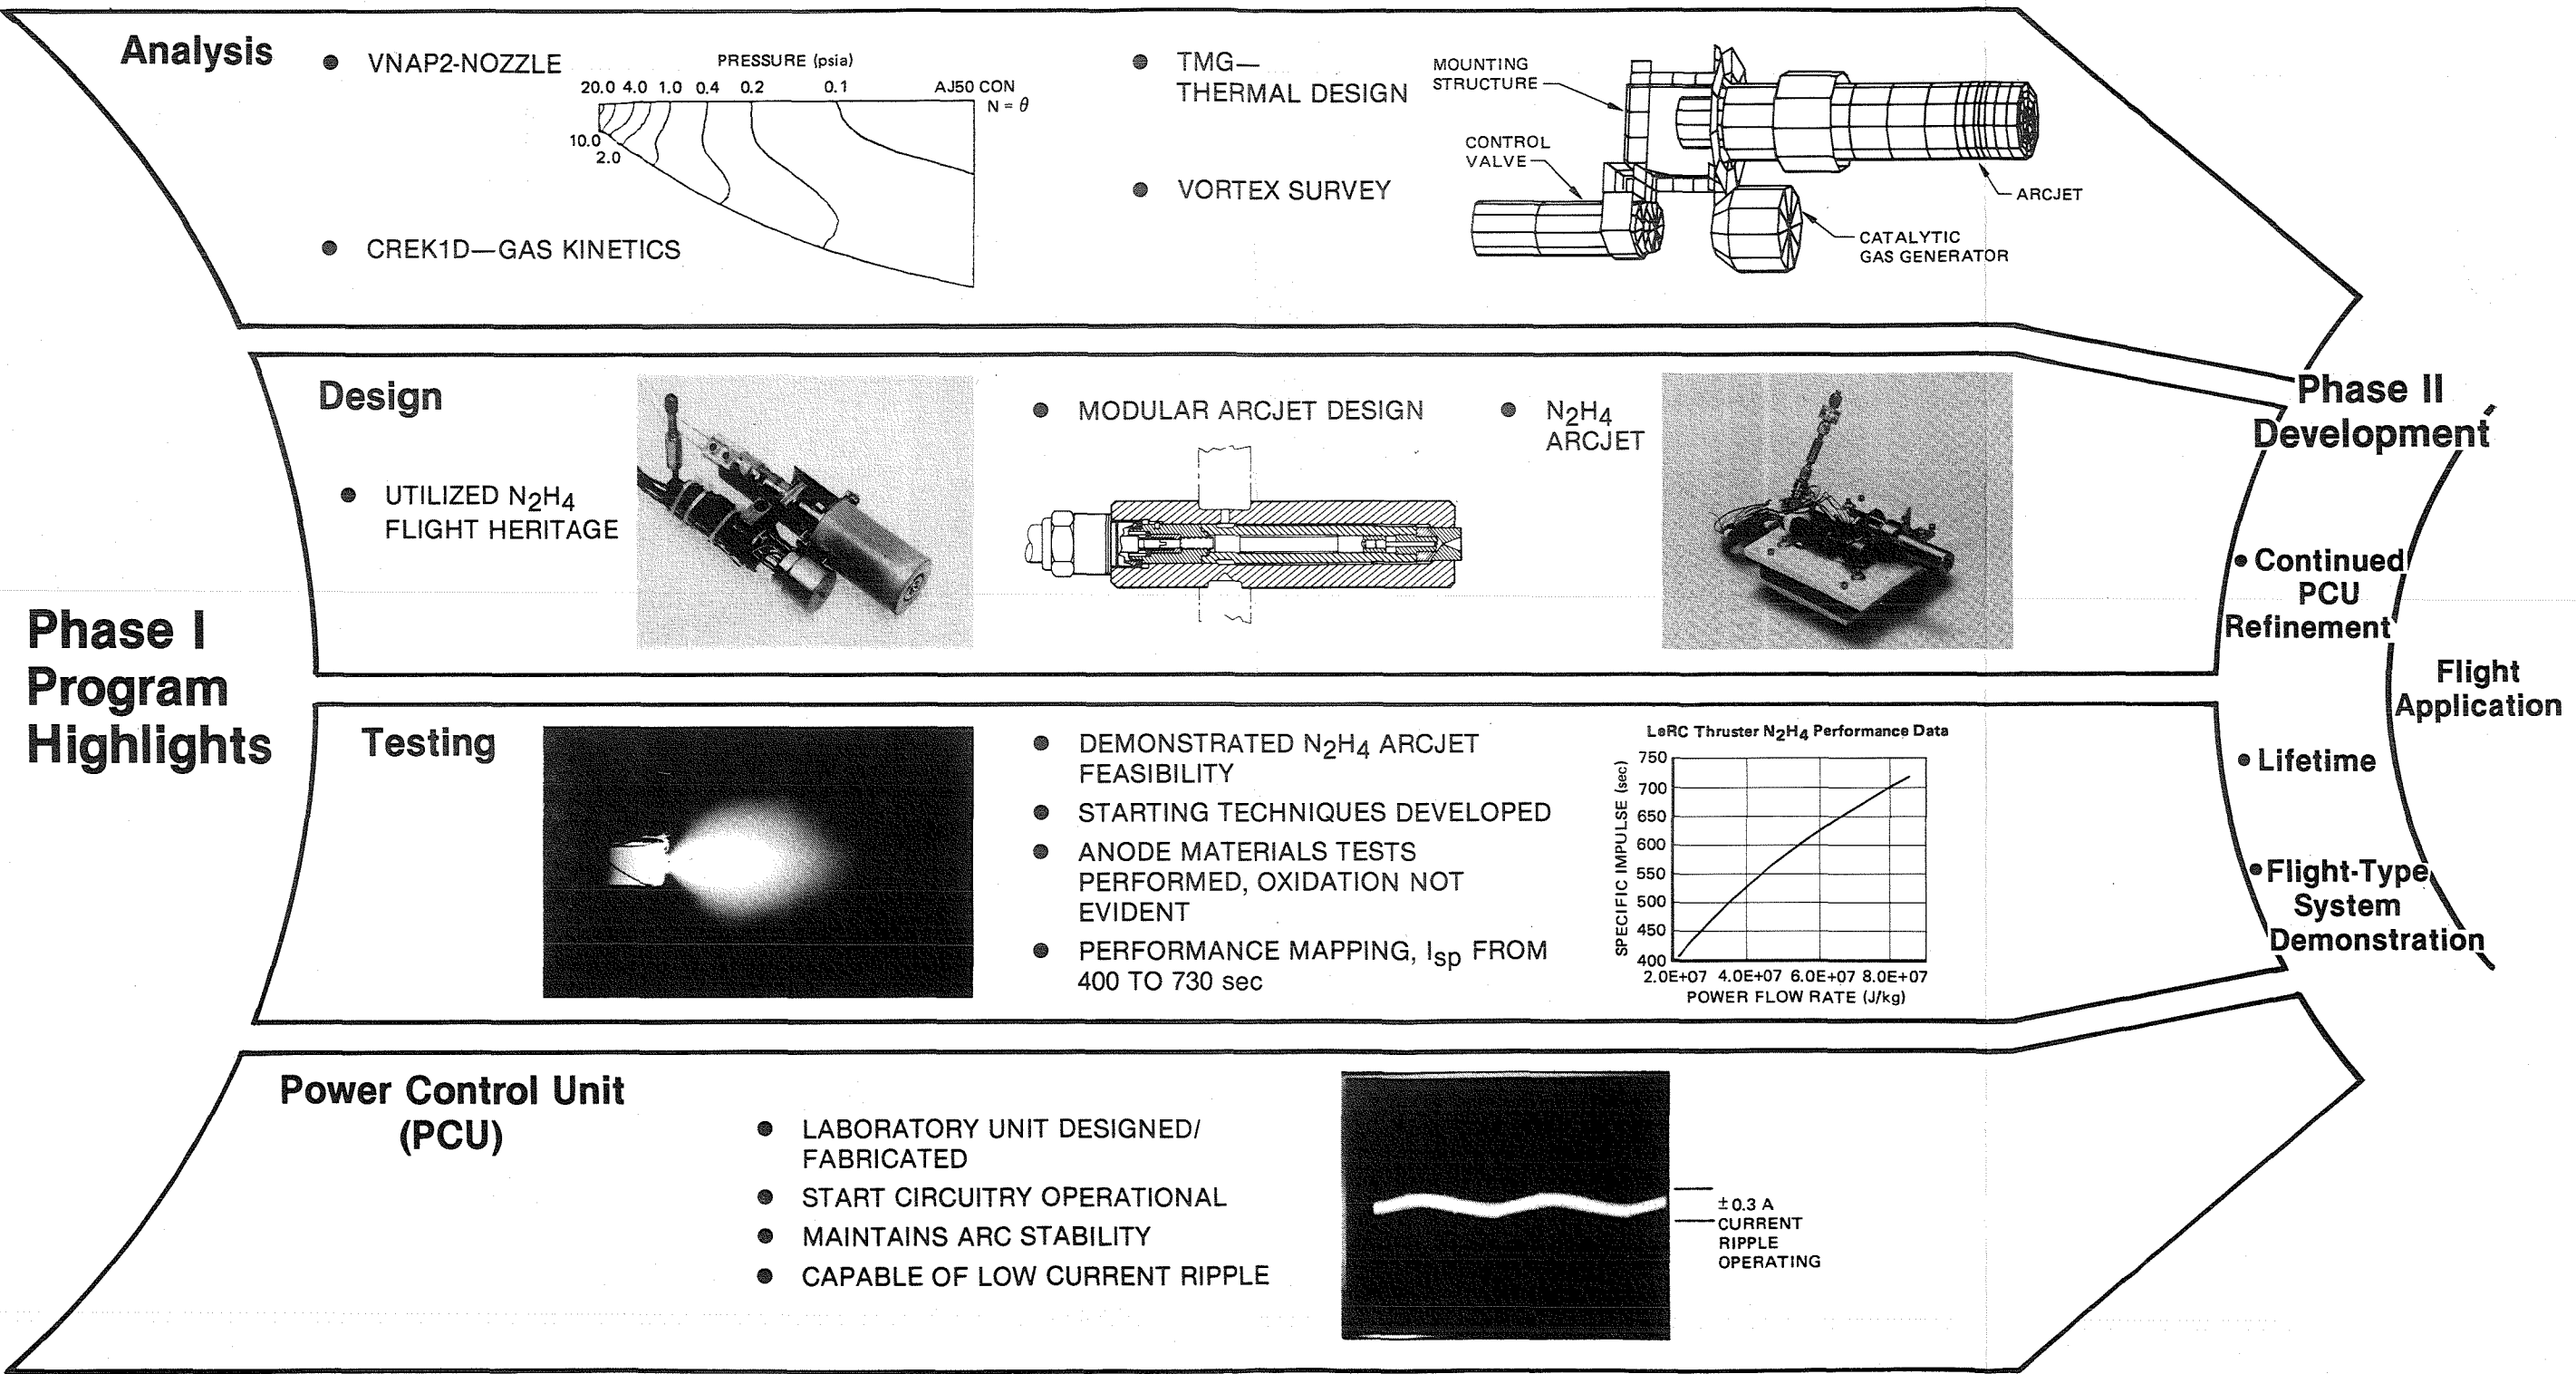 Phase I
Program
Highlights
Analysis
● VNAP2-NOZZLE
PRESSURE (psia)
20.0 4.0 1.0 0.4 0.2 0.1 AJ50 CON
N = θ
10.0
2.0
● CREK1D—GAS KINETICS
● TMG—
THERMAL DESIGN
● VORTEX SURVEY
MOUNTING
STRUCTURE
CONTROL
VALVE
ARCJET
CATALYTIC
GAS GENERATOR
Design
● UTILIZED N₂H₄
FLIGHT HERITAGE
● MODULAR ARCJET DESIGN
● N₂H₄
ARCJET
Testing
● DEMONSTRATED N₂H₄ ARCJET
FEASIBILITY
● STARTING TECHNIQUES DEVELOPED
● ANODE MATERIALS TESTS
PERFORMED, OXIDATION NOT
EVIDENT
● PERFORMANCE MAPPING, Isp FROM
400 TO 730 sec
LeRC Thruster N₂H₄ Performance Data
SPECIFIC IMPULSE (sec)
750
700
650
600
550
500
450
400
2.0E+07 4.0E+07 6.0E+07 8.0E+07
POWER FLOW RATE (J/kg)
Power Control Unit
(PCU)
● LABORATORY UNIT DESIGNED/
FABRICATED
● START CIRCUITRY OPERATIONAL
● MAINTAINS ARC STABILITY
● CAPABLE OF LOW CURRENT RIPPLE
±0.3 A
CURRENT
RIPPLE
OPERATING
Phase II
Development
● Continued
PCU
Refinement
● Lifetime
● Flight-Type
System
Demonstration
Flight
Application